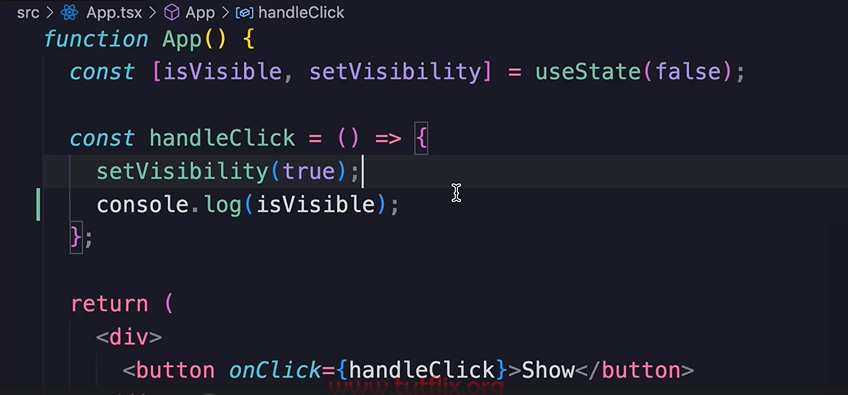 src > App.tsx > App > handleClick
function App() {
const [isVisible, setVisibility] = useState(false);
const handleClick = () => {
setVisibility(true);
console.log(isVisible);
};
return (
<div>
<button onClick={handleClick}>Show</button>
www.tutflix.org